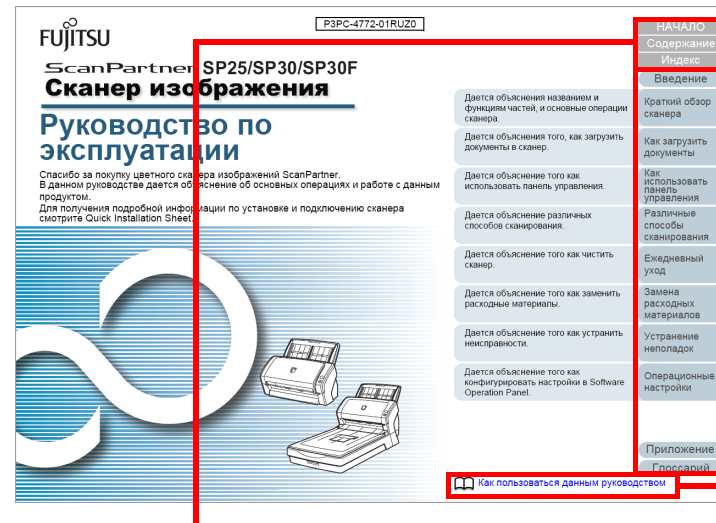 P3PC-4772-01RUZ0
FUJITSU
ScanPartner SP25/SP30/SP30F
Сканер изображения
Руководство по
эксплуатации
Спасибо за покупку цветного сканера изображений ScanPartner.
В данном руководстве дается объяснение об основных операциях и работе с данным
продуктом.
Для получения подробной информации по установке и подключению сканера
смотрите Quick Installation Sheet.
Дается объяснения названием и
функциям частей, и основные операции
сканера.
Дается объяснения того, как загрузить
документы в сканер.
Дается объяснение того как
использовать панель управления.
Дается объяснение различных
способов сканирования.
Дается объяснение того как чистить
сканер.
Дается объяснение того как заменить
расходные материалы.
Дается объяснение того как устранить
неисправности.
Дается объяснение того как
конфигурировать настройки в Software
Operation Panel.
НАЧАЛО
Содержание
Индекс
Введение
Краткий обзор
сканера
Как загрузить
документы
Как
использовать
панель
управления
Различные
способы
сканирования
Ежедневный
уход
Замена
расходных
материалов
Устранение
неполадок
Операционные
настройки
Приложение
Глоссарий
Как пользоваться данным руководством